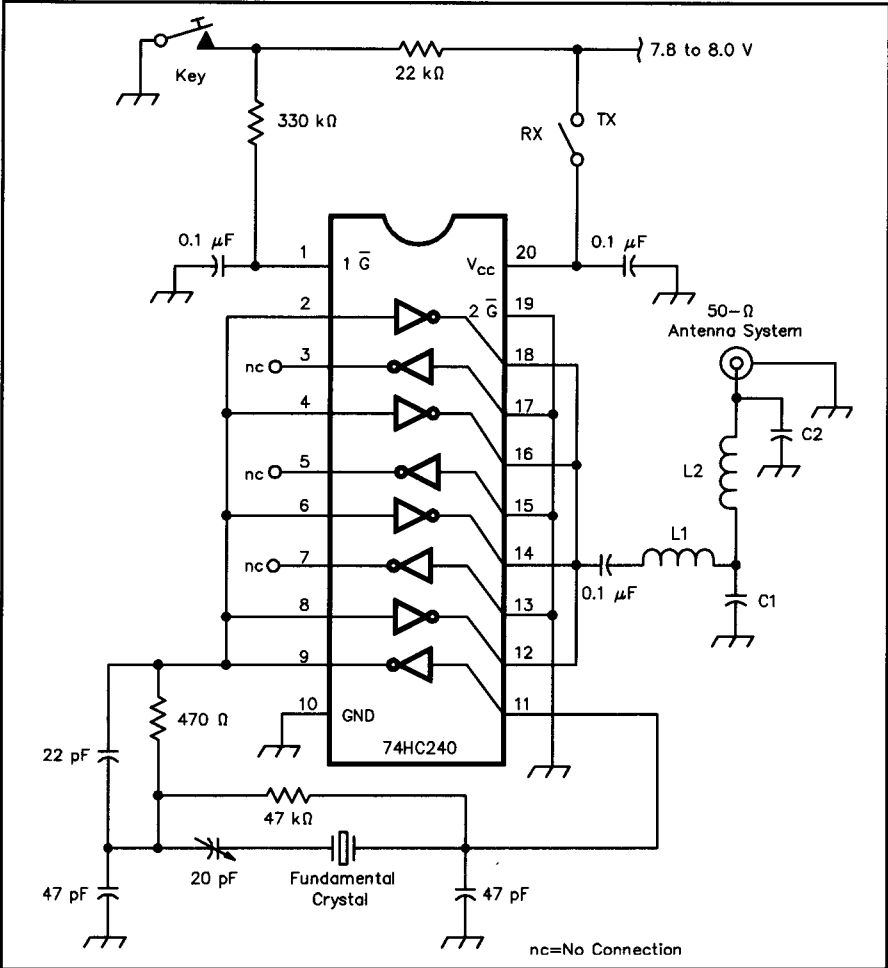 7.8 to 8.0 V
Key
22 kΩ
330 kΩ
RX
TX
0.1 μF
1
1 G̅
V_CC
20
0.1 μF
2
2 G̅
19
50-Ω
Antenna System
nc
3
18
4
17
C2
nc
5
16
L2
6
15
nc
7
14
L1
0.1 μF
8
13
C1
9
12
10
GND
11
470 Ω
74HC240
22 pF
47 kΩ
20 pF
Fundamental
Crystal
47 pF
47 pF
nc=No Connection